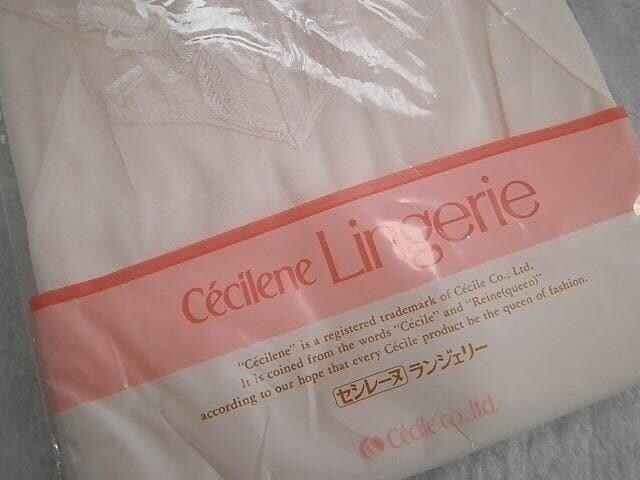 Cécilene Lingerie
“Cécilene” is a registered trademark of Cécile Co., Ltd.
It is coined from the words “Cécile” and “Reine(queen)”
according to our hope that every Cécile product be the queen of fashion.
セシレーヌ ランジェリー
Cécile co.,ltd.